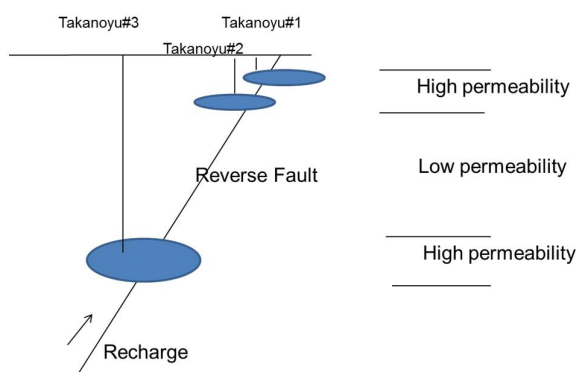 Takanoyu#3
Takanoyu#1
Takanoyu#2
High permeability
Low permeability
Reverse Fault
High permeability
Recharge